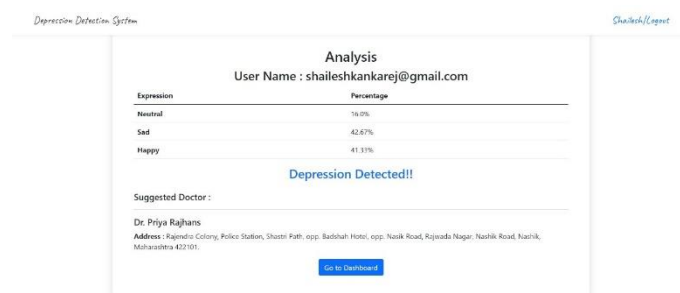 Depression Detection System
Shailesh/Logout
Analysis
User Name : shaileshkankarej@gmail.com
Expression Percentage
Neutral 16.0%
Sad 42.67%
Happy 41.33%
Depression Detected!!
Suggested Doctor :
Dr. Priya Rajhans
Address : Rajendra Colony, Police Station, Shastri Path, opp. Badshah Hotel, opp. Nasik Road, Rajwada Nagar, Nashik Road, Nashik,
Maharashtra 422101.
Go to Dashboard